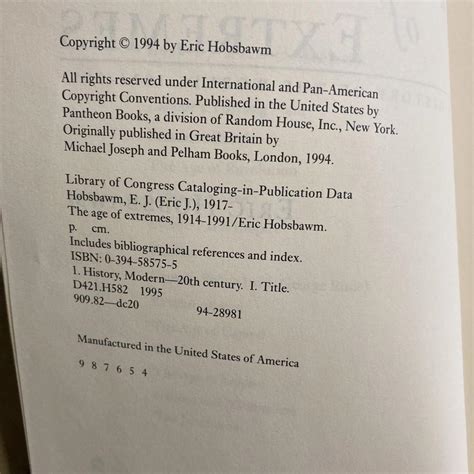 Copyright © 1994 by Eric Hobsbawm
All rights reserved under International and Pan-American
Copyright Conventions. Published in the United States by
Pantheon Books, a division of Random House, Inc., New York.
Originally published in Great Britain by
Michael Joseph and Pelham Books, London, 1994.
Library of Congress Cataloging-in-Publication Data
Hobsbawm, E. J. (Eric J.), 1917-
The age of extremes, 1914-1991/Eric Hobsbawm.
p. cm.
Includes bibliographical references and index.
ISBN: 0-394-58575-5
1. History, Modern—20th century. I. Title.
D421.H582 1995
909.82—dc20 94-28981
Manufactured in the United States of America
9 8 7 6 5 4